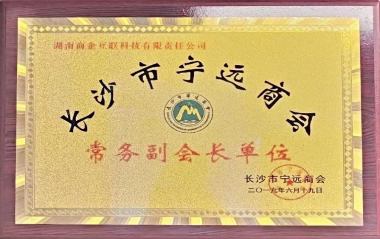 湖南商企互联科技有限责任公司
长沙市宁远商会
常务副会长单位
长沙市宁远商会
二〇一九年六月十九日